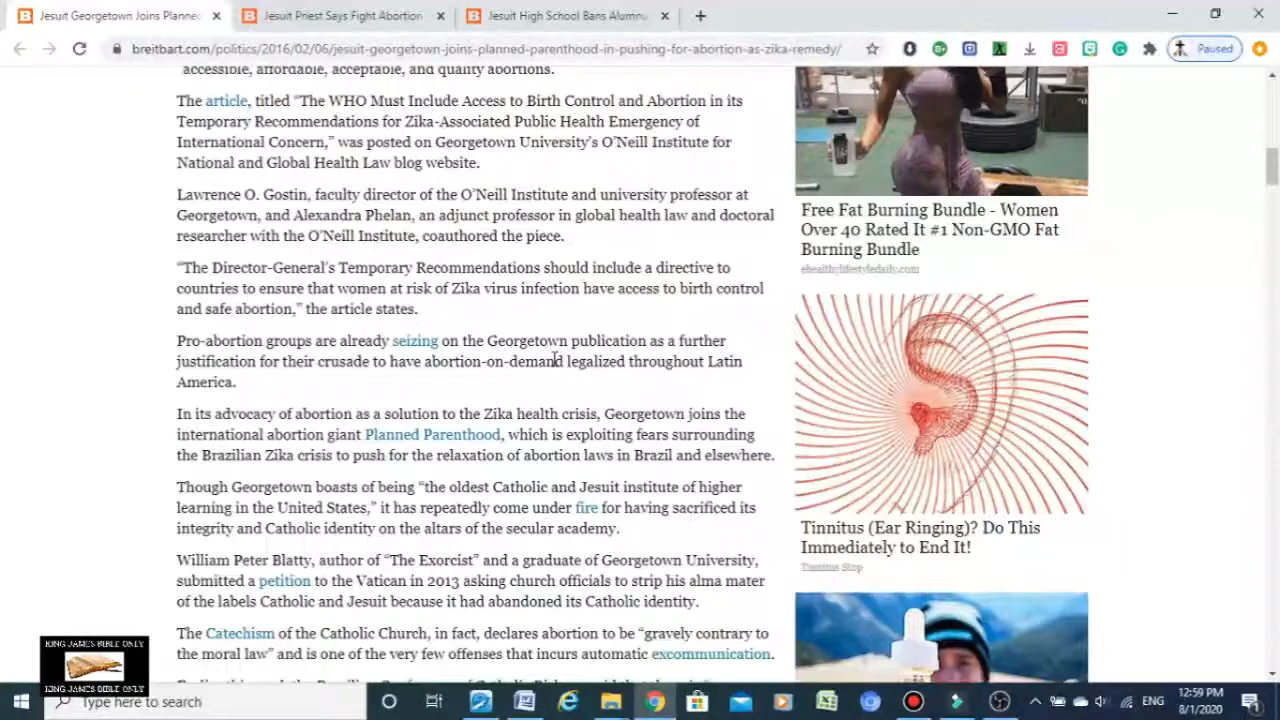 Jesuit Georgetown Joins Planne
Jesuit Priest Says Fight Abortion
Jesuit High School Bans Alumnu
breitbart.com/politics/2016/02/06/jesuit-georgetown-joins-planned-parenthood-in-pushing-for-abortion-as-zika-remedy/
Paused
accessible, affordable, acceptable, and quality abortions.
The article, titled “The WHO Must Include Access to Birth Control and Abortion in its
Temporary Recommendations for Zika-Associated Public Health Emergency of
International Concern,” was posted on Georgetown University’s O’Neill Institute for
National and Global Health Law blog website.
Lawrence O. Gostin, faculty director of the O’Neill Institute and university professor at
Georgetown, and Alexandra Phelan, an adjunct professor in global health law and doctoral
researcher with the O’Neill Institute, coauthored the piece.
“The Director-General’s Temporary Recommendations should include a directive to
countries to ensure that women at risk of Zika virus infection have access to birth control
and safe abortion,” the article states.
Pro-abortion groups are already seizing on the Georgetown publication as a further
justification for their crusade to have abortion-on-demand legalized throughout Latin
America.
In its advocacy of abortion as a solution to the Zika health crisis, Georgetown joins the
international abortion giant Planned Parenthood, which is exploiting fears surrounding
the Brazilian Zika crisis to push for the relaxation of abortion laws in Brazil and elsewhere.
Though Georgetown boasts of being “the oldest Catholic and Jesuit institute of higher
learning in the United States,” it has repeatedly come under fire for having sacrificed its
integrity and Catholic identity on the altars of the secular academy.
William Peter Blatty, author of “The Exorcist” and a graduate of Georgetown University,
submitted a petition to the Vatican in 2013 asking church officials to strip his alma mater
of the labels Catholic and Jesuit because it had abandoned its Catholic identity.
The Catechism of the Catholic Church, in fact, declares abortion to be “gravely contrary to
the moral law” and is one of the very few offenses that incurs automatic excommunication.
Free Fat Burning Bundle - Women
Over 40 Rated It #1 Non-GMO Fat
Burning Bundle
ehealthylifestyledaily.com
Tinnitus (Ear Ringing)? Do This
Immediately to End It!
Tinnitus Stop
KING JAMES BIBLE ONLY
KING JAMES BIBLE ONLY
Type here to search
ENG
12:59 PM
8/1/2020